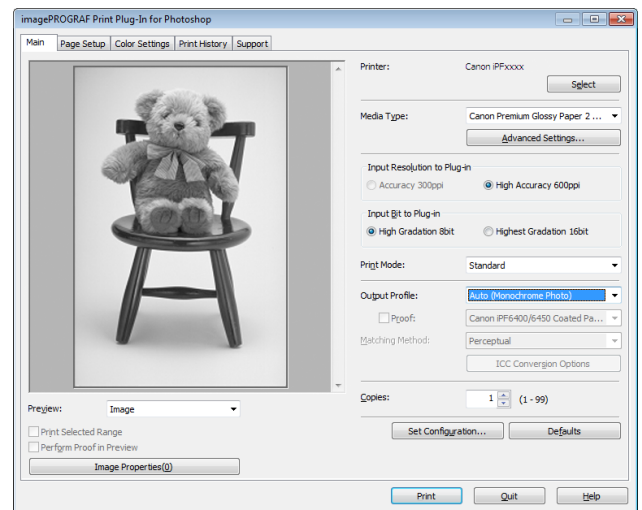 imagePROGRAF Print Plug-In for Photoshop
Main Page Setup Color Settings Print History Support
Printer: Canon iPFxxxx
Select
Media Type: Canon Premium Glossy Paper 2 ...
Advanced Settings...
Input Resolution to Plug-in
Accuracy 300ppi High Accuracy 600ppi
Input Bit to Plug-in
High Gradation 8bit Highest Gradation 16bit
Print Mode: Standard
Output Profile: Auto (Monochrome Photo)
Proof: Canon iPF6400/6450 Coated Pa...
Matching Method: Perceptual
ICC Conversion Options
Copies: 1 (1 - 99)
Preview: Image
Set Configuration... Defaults
Print Selected Range
Perform Proof in Preview
Image Properties(0)
Print Quit Help